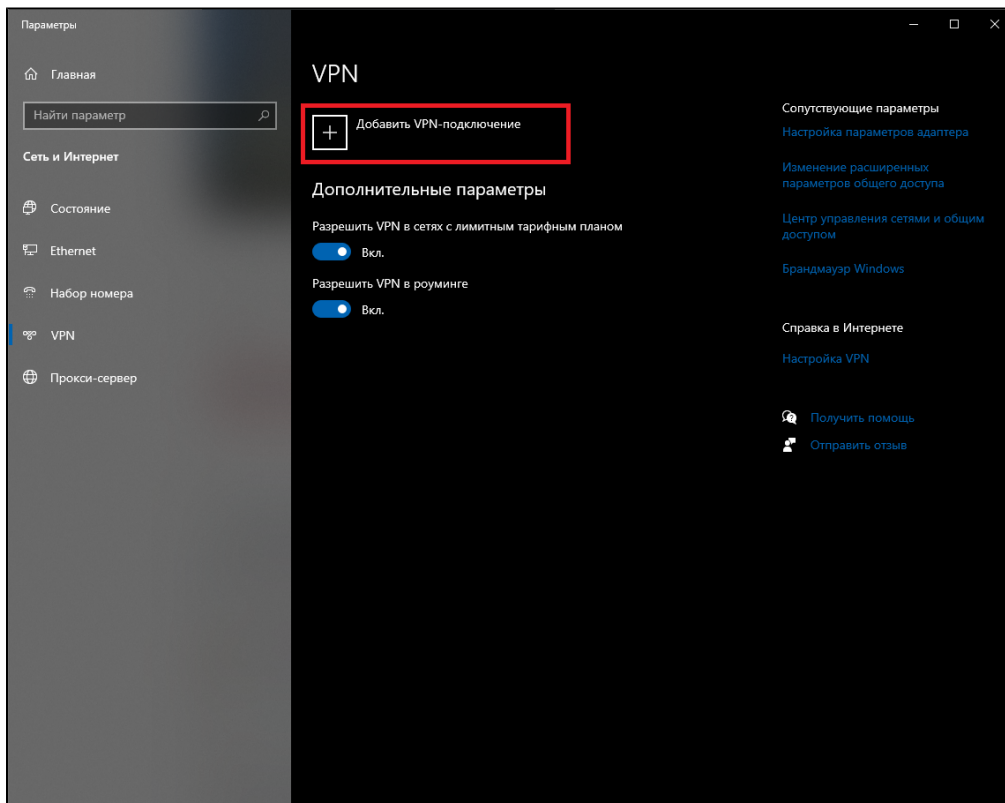 Параметры
Главная
Найти параметр
Сеть и Интернет
Состояние
Ethernet
Набор номера
VPN
Прокси-сервер
VPN
Добавить VPN-подключение
Дополнительные параметры
Разрешить VPN в сетях с лимитным тарифным планом
Вкл.
Разрешить VPN в роуминге
Вкл.
Сопутствующие параметры
Настройка параметров адаптера
Изменение расширенных
параметров общего доступа
Центр управления сетями и общим
доступом
Брандмауэр Windows
Справка в Интернете
Настройка VPN
Получить помощь
Отправить отзыв